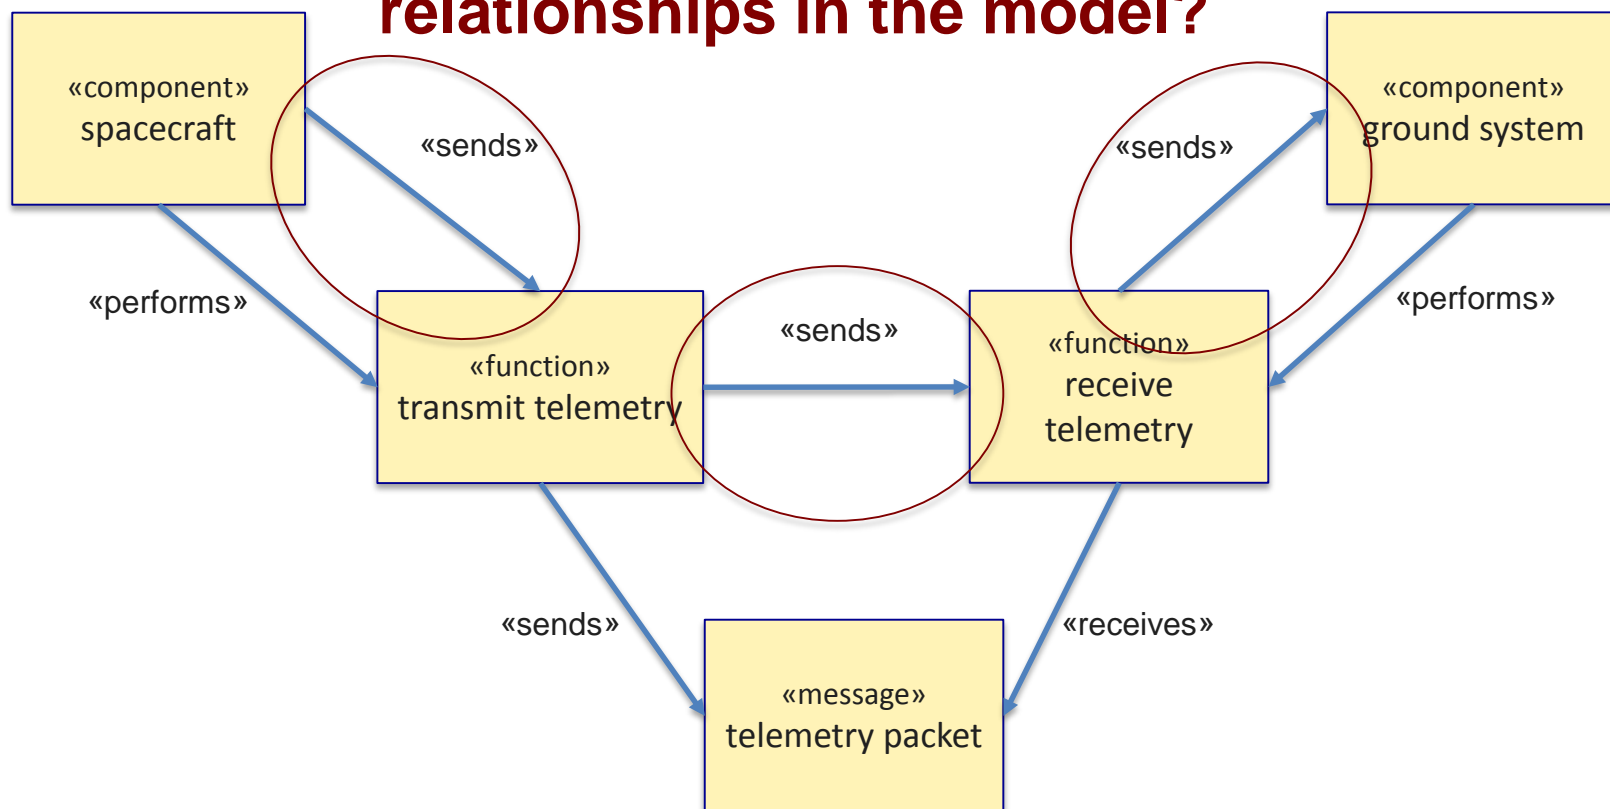 relationships in the model?
«component»
spacecraft
«component»
ground system
«sends»
«sends»
«performs»
«performs»
«sends»
«function»
transmit telemetry
«function»
receive
telemetry
«sends»
«receives»
«message»
telemetry packet